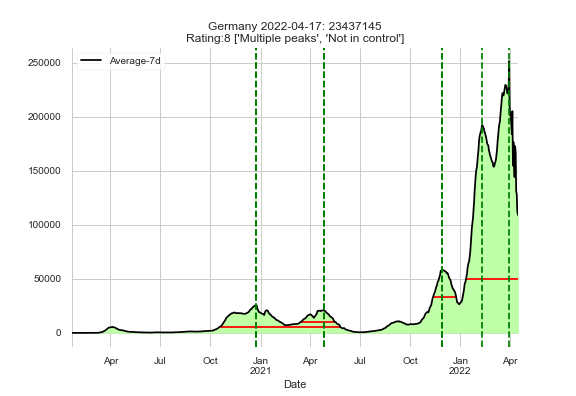 Germany 2022-04-17: 23437145
Rating:8 ['Multiple peaks', 'Not in control']
Average-7d
250000
200000
150000
100000
50000
0
Apr
Jul
Oct
Jan
2021
Apr
Jul
Oct
Jan
2022
Apr
Date